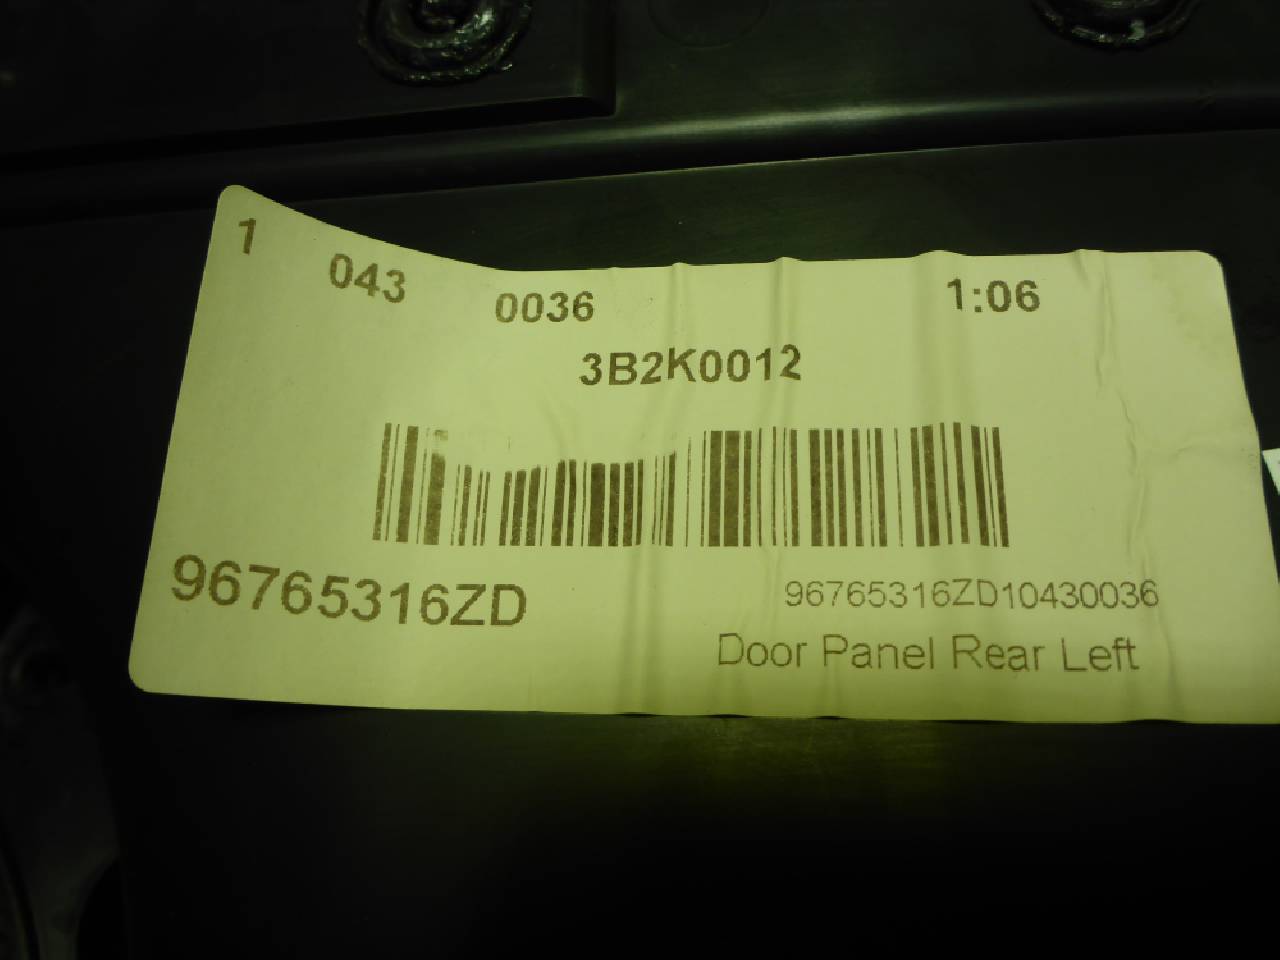 1 043 0036 1:06
3B2K0012
96765316ZD
96765316ZD10430036
Door Panel Rear Left